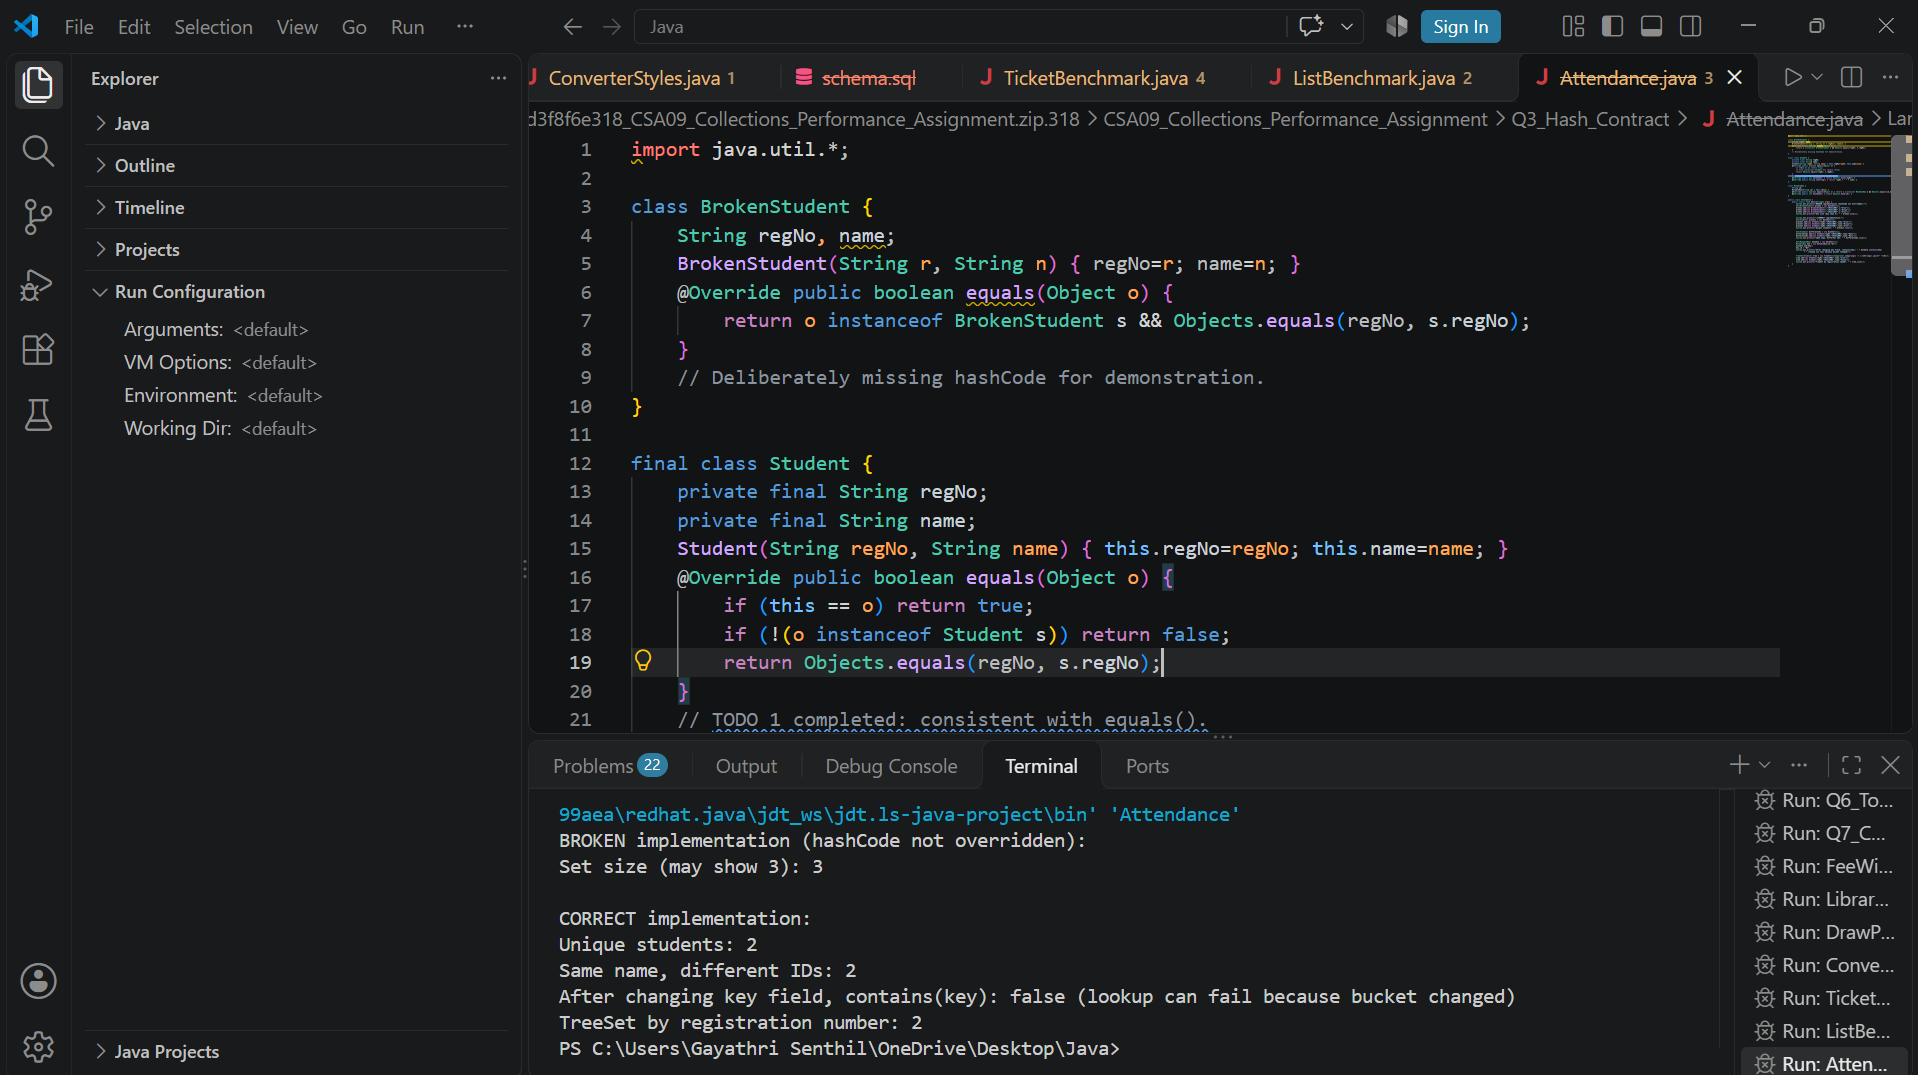 File Edit Selection View Go Run ···
Java
Sign In
Explorer
Java
Outline
Timeline
Projects
Run Configuration
Arguments: <default>
VM Options: <default>
Environment: <default>
Working Dir: <default>
Java Projects
ConverterStyles.java 1
schema.sql
TicketBenchmark.java 4
ListBenchmark.java 2
Attendance.java 3
d3f8f6e318_CSA09_Collections_Performance_Assignment.zip.318 > CSA09_Collections_Performance_Assignment > Q3_Hash_Contract > Attendance.java > Lan
1 import java.util.*;
2
3 class BrokenStudent {
4 String regNo, name;
5 BrokenStudent(String r, String n) { regNo=r; name=n; }
6 @Override public boolean equals(Object o) {
7 return o instanceof BrokenStudent s && Objects.equals(regNo, s.regNo);
8 }
9 // Deliberately missing hashCode for demonstration.
10 }
11
12 final class Student {
13 private final String regNo;
14 private final String name;
15 Student(String regNo, String name) { this.regNo=regNo; this.name=name; }
16 @Override public boolean equals(Object o) {
17 if (this == o) return true;
18 if (!(o instanceof Student s)) return false;
19 return Objects.equals(regNo, s.regNo);
20 }
21 // TODO 1 completed: consistent with equals().
Problems 22 Output Debug Console Terminal Ports
99aea\redhat.java\jdt_ws\jdt.ls-java-project\bin' 'Attendance'
BROKEN implementation (hashCode not overridden):
Set size (may show 3): 3
CORRECT implementation:
Unique students: 2
Same name, different IDs: 2
After changing key field, contains(key): false (lookup can fail because bucket changed)
TreeSet by registration number: 2
PS C:\Users\Gayathri Senthil\OneDrive\Desktop\Java>
Run: Q6_To...
Run: Q7_C...
Run: FeeWi...
Run: Librar...
Run: DrawP...
Run: Conve...
Run: Ticket...
Run: ListBe...
Run: Atten...